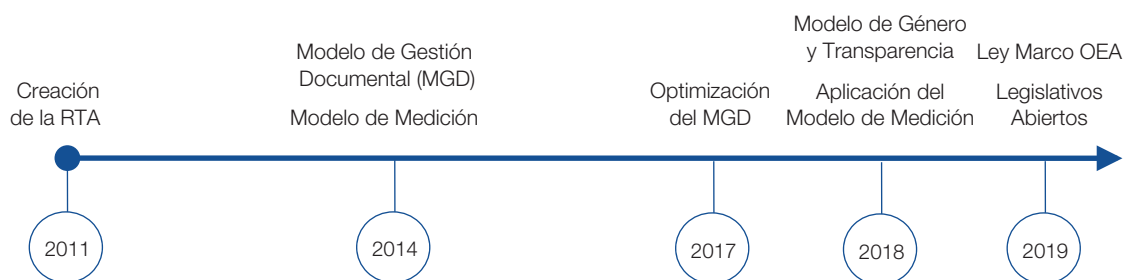 Creación
de la RTA
Modelo de Gestión
Documental (MGD)
Modelo de Medición
Optimización
del MGD
Modelo de Género
y Transparencia
Aplicación del
Modelo de Medición
Ley Marco OEA
Legislativos
Abiertos
2011
2014
2017
2018
2019